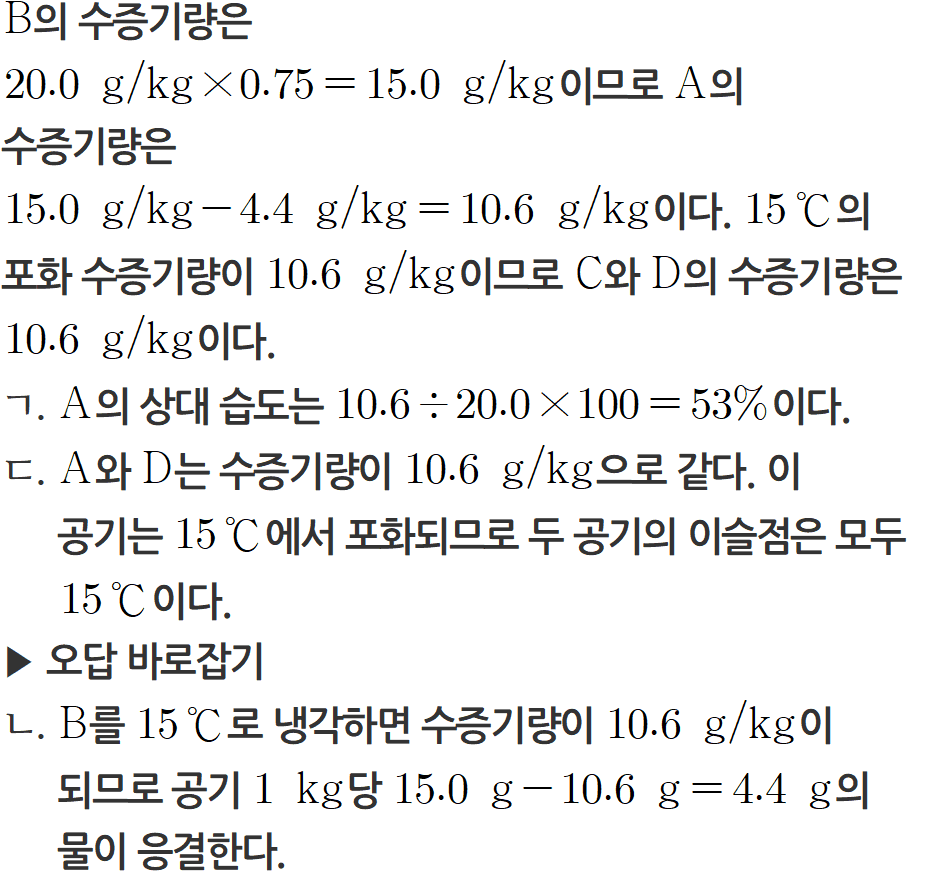 B의 수증기량은
20.0 g/kg×0.75=15.0 g/kg이므로 A의
수증기량은
15.0 g/kg-4.4 g/kg=10.6 g/kg이다. 15℃의
포화 수증기량이 10.6 g/kg이므로 C와 D의 수증기량은
10.6 g/kg이다.
ㄱ. A의 상대 습도는 10.6÷20.0×100=53%이다.
ㄷ. A와 D는 수증기량이 10.6 g/kg으로 같다. 이
공기는 15℃에서 포화되므로 두 공기의 이슬점은 모두
15℃이다.
▶ 오답 바로잡기
ㄴ. B를 15℃로 냉각하면 수증기량이 10.6 g/kg이
되므로 공기 1 kg당 15.0 g-10.6 g=4.4 g의
물이 응결한다.